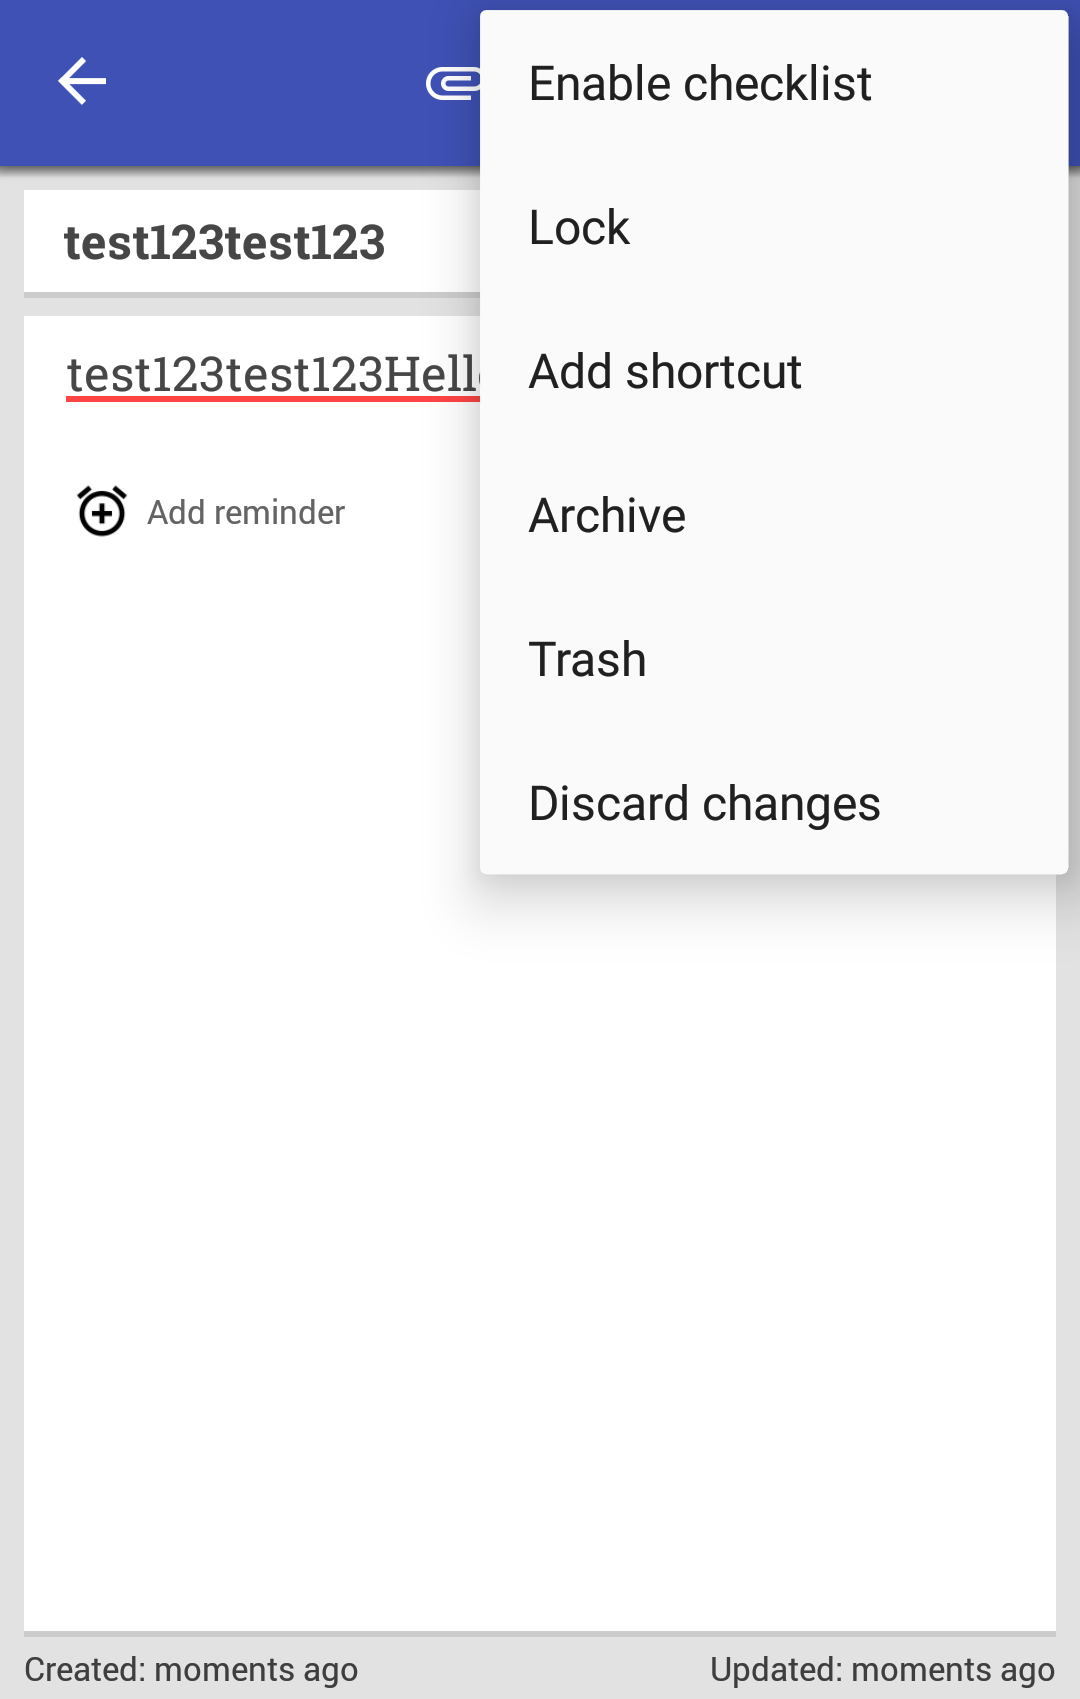 Enable checklist
Lock
Add shortcut
Archive
Trash
Discard changes
test123test123
test123test123Hell
Add reminder
Created: moments ago
Updated: moments ago